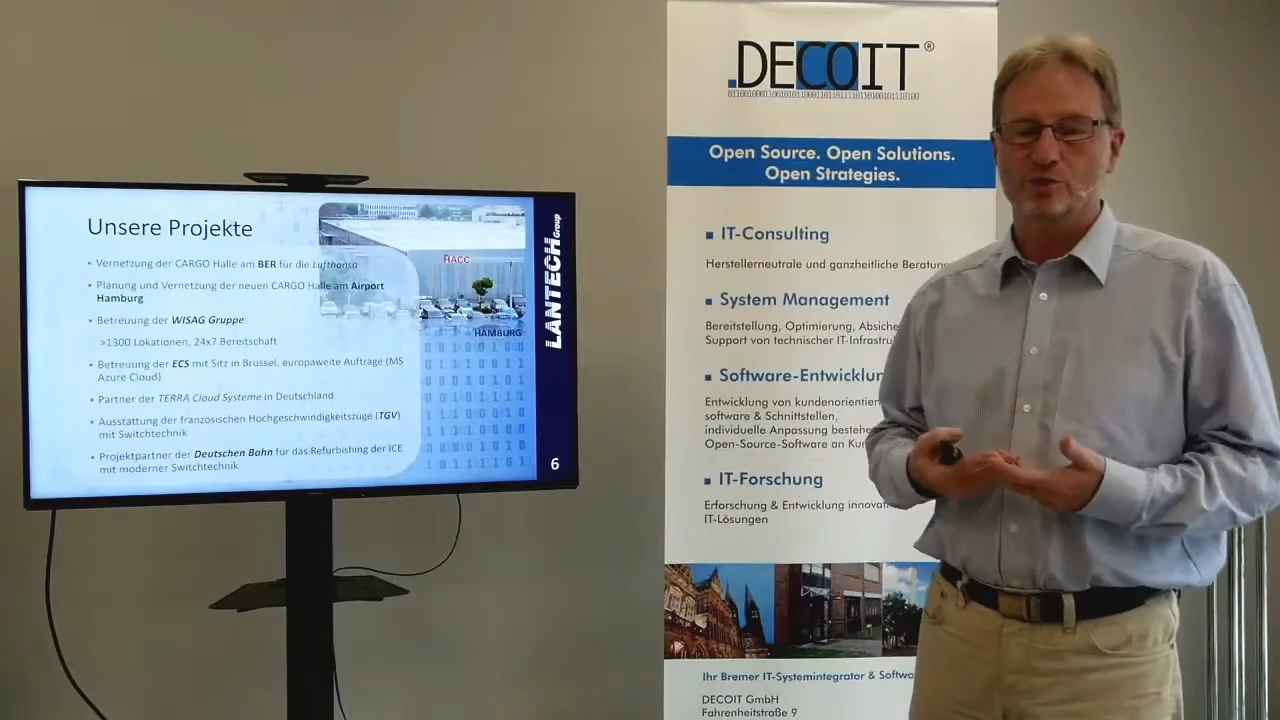 Unsere Projekte
• Vernetzung der CARGO Halle am BER für die Lufthansa
• Planung und Vernetzung der neuen CARGO Halle am Airport
Hamburg
• Betreuung der WISAG Gruppe:
>1300 Lokationen, 24x7 Bereitschaft
• Betreuung der ECS mit Sitz in Brüssel, europaweite Aufträge (MS
Azure Cloud)
• Partner der TERRA Cloud Systeme in Deutschland
• Ausstattung der französischen Hochgeschwindigkeitszüge (TGV)
mit Switchtechnik
• Projektpartner der Deutschen Bahn für das Refurbishing der ICE
mit moderner Switchtechnik
HACC
HAMBURG
LANTECH Group
6
.DECOIT®
Open Source. Open Solutions.
Open Strategies.
■ IT-Consulting
Herstellerneutrale und ganzheitliche Beratun
■ System Management
Bereitstellung, Optimierung, Absiche
Support von technischer IT-Infrastru
■ Software-Entwicklun
Entwicklung von kundenorientier
software & Schnittstellen,
individuelle Anpassung bestehe
Open-Source-Software an Kun
■ IT-Forschung
Erforschung & Entwicklung innovat
IT-Lösungen
Ihr Bremer IT-Systemintegrator & Softwa
DECOIT GmbH
Fahrenheitstraße 9